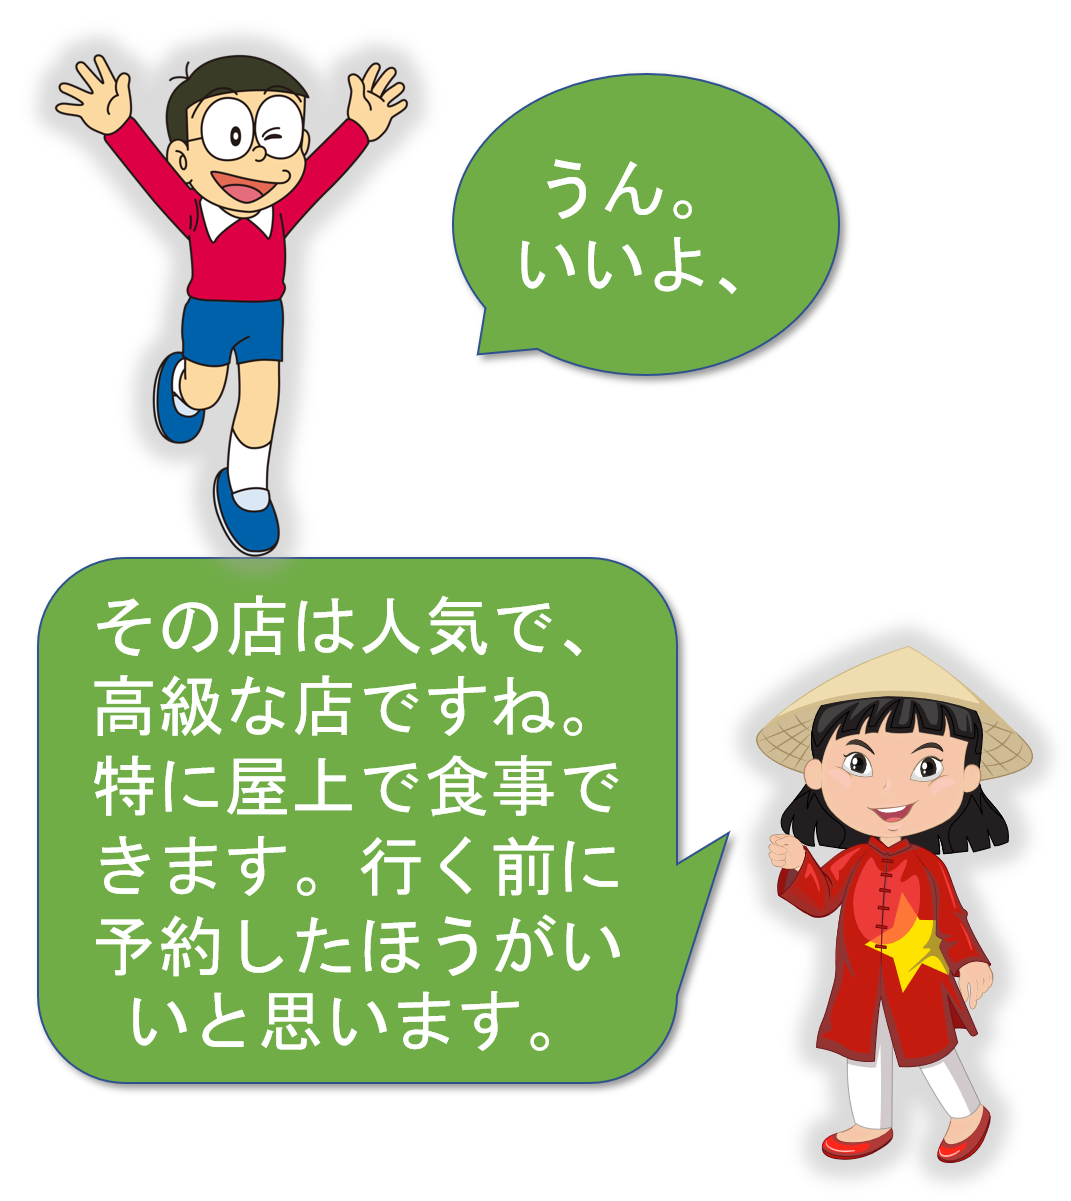 うん。
いいよ、
その店は人気で、
高級な店ですね。
特に屋上で食事で
きます。行く前に
予約したほうがい
いと思います。